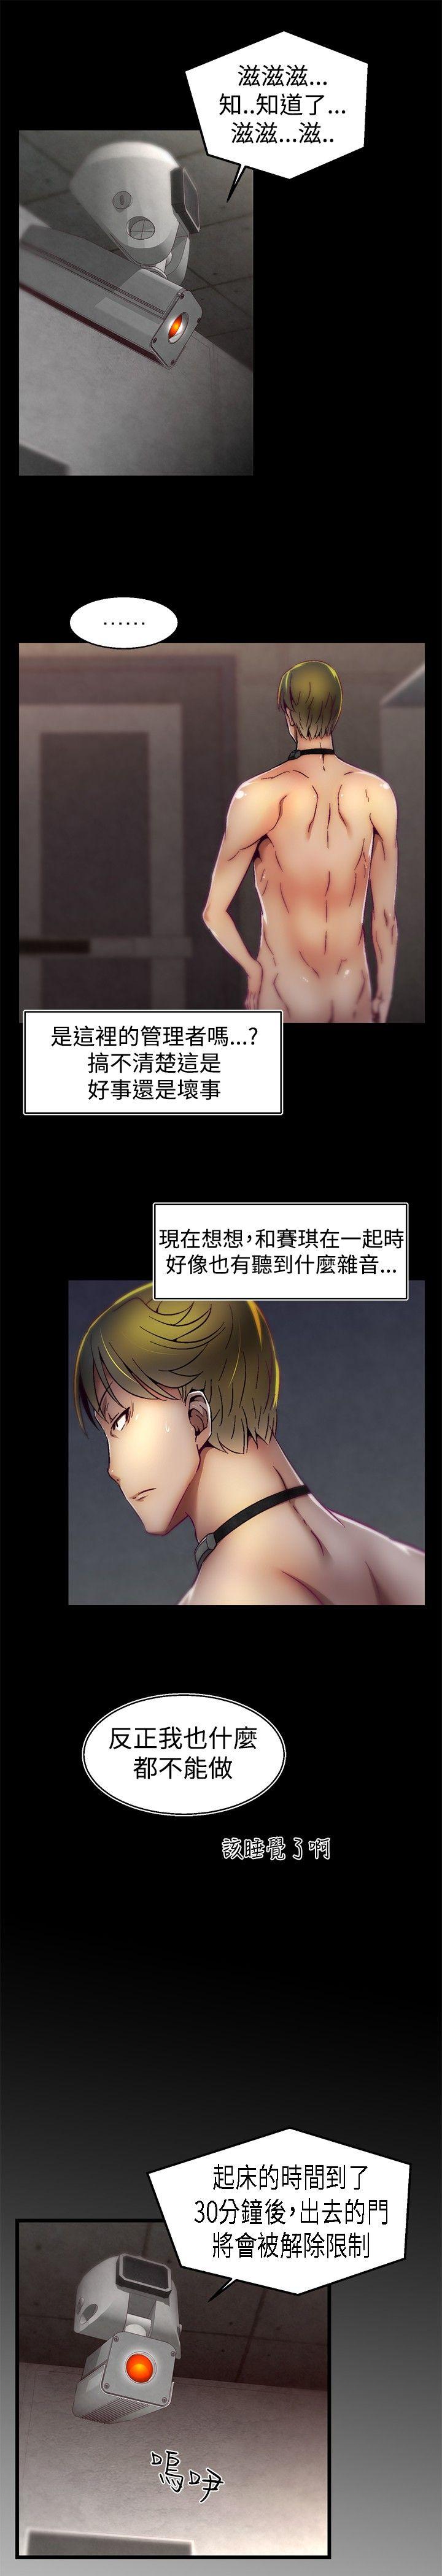 滋滋滋...
知..知道了...
滋滋...滋..
......
是這裡的管理者嗎...?
搞不清楚這是
好事還是壞事
現在想想,和賽琪在一起時
好像也有聽到什麼雜音...
反正我也什麼
都不能做
該睡覺了啊
起床的時間到了
30分鐘後,出去的門
將會被解除限制
嗚咿